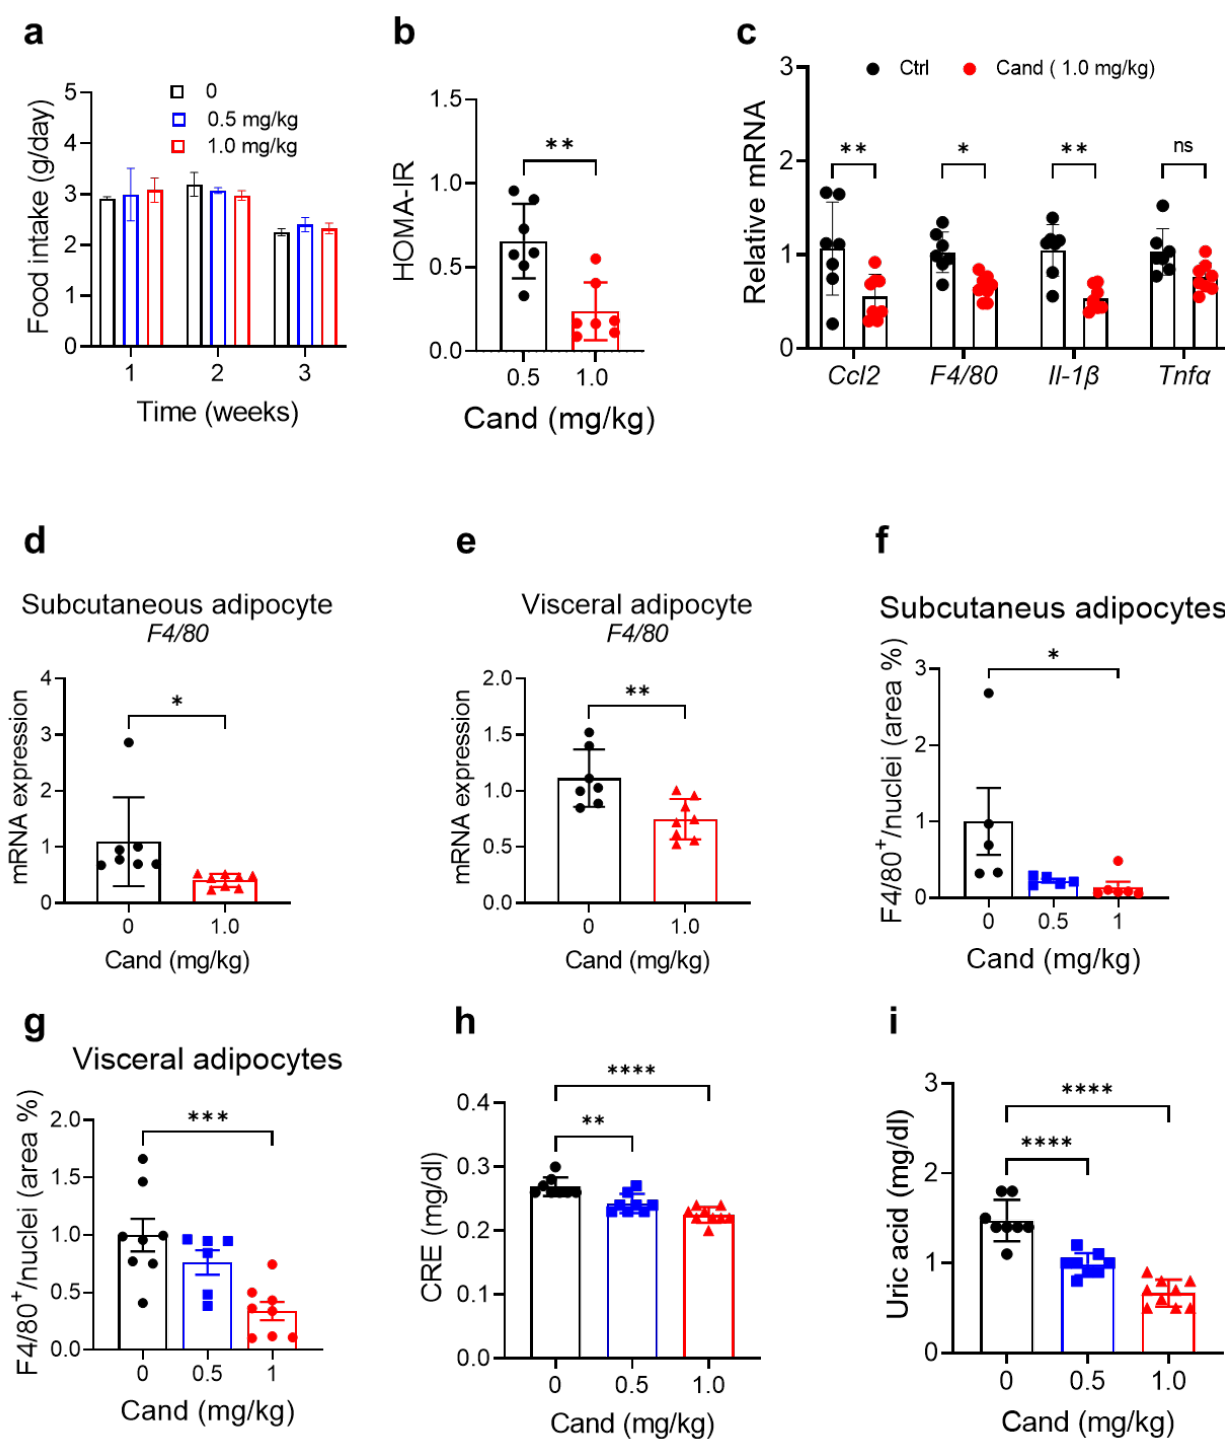 a
0
0.5 mg/kg
1.0 mg/kg
Food intake (g/day)
5
4
3
2
1
0
1 2 3
Time (weeks)
b
HOMA-IR
1.5
1.0
0.5
0.0
**
0.5 1.0
Cand (mg/kg)
c
Ctrl Cand ( 1.0 mg/kg)
Relative mRNA
3
2
1
0
** * ** ns
Ccl2 F4/80 Il-1β Tnfα
d
Subcutaneous adipocyte
F4/80
mRNA expression
4
3
2
1
0
*
0 1.0
Cand (mg/kg)
e
Visceral adipocyte
F4/80
mRNA expression
2.0
1.5
1.0
0.5
0.0
**
0 1.0
Cand (mg/kg)
f
Subcutaneus adipocytes
F4/80⁺/nuclei (area %)
3
2
1
0
*
0 0.5 1
Cand (mg/kg)
g
Visceral adipocytes
F4/80⁺/nuclei (area %)
2.0
1.5
1.0
0.5
0.0
***
0 0.5 1
Cand (mg/kg)
h
CRE (mg/dl)
0.4
0.3
0.2
0.1
0.0
****
**
0 0.5 1.0
Cand (mg/kg)
i
Uric acid (mg/dl)
3
2
1
0
****
****
0 0.5 1.0
Cand (mg/kg)